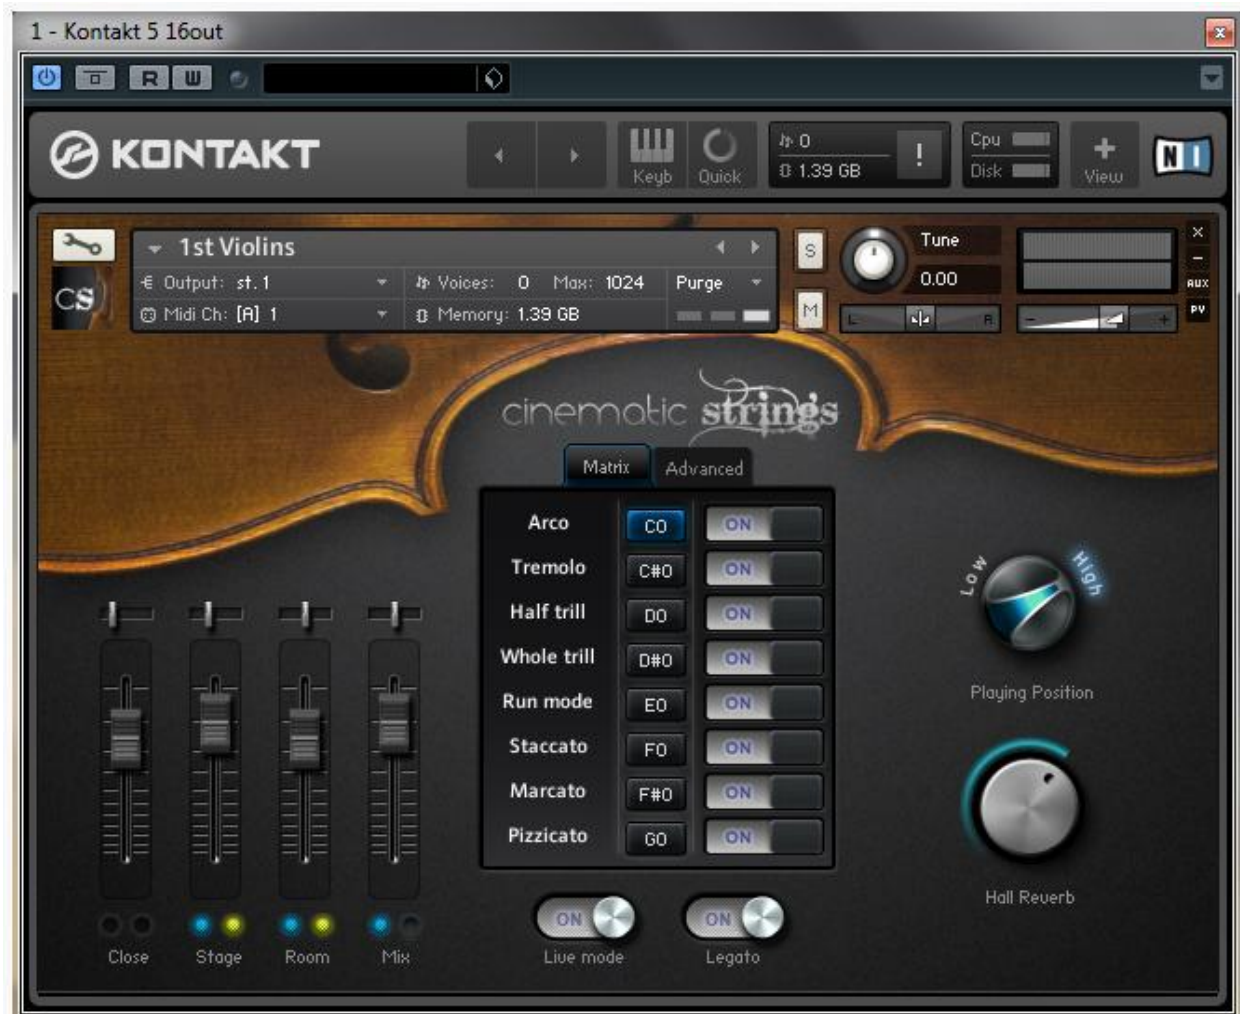 1 - Kontakt 5 16out
R W
KONTAKT
Keyb
Quick
0
1.39 GB
!
Cpu
Disk
View
NI
1st Violins
Output: st. 1
Midi Ch: [A] 1
Voices: 0 Max: 1024
Memory: 1.39 GB
Purge
S
M
Tune
0.00
L R
- +
×
-
AUX
PV
CS
cinematic strings
Matrix Advanced
Arco C0 ON
Tremolo C#0 ON
Half trill D0 ON
Whole trill D#0 ON
Run mode E0 ON
Staccato F0 ON
Marcato F#0 ON
Pizzicato G0 ON
Low High
Playing Position
Hall Reverb
Close Stage Room Mix
ON ON
Live mode Legato